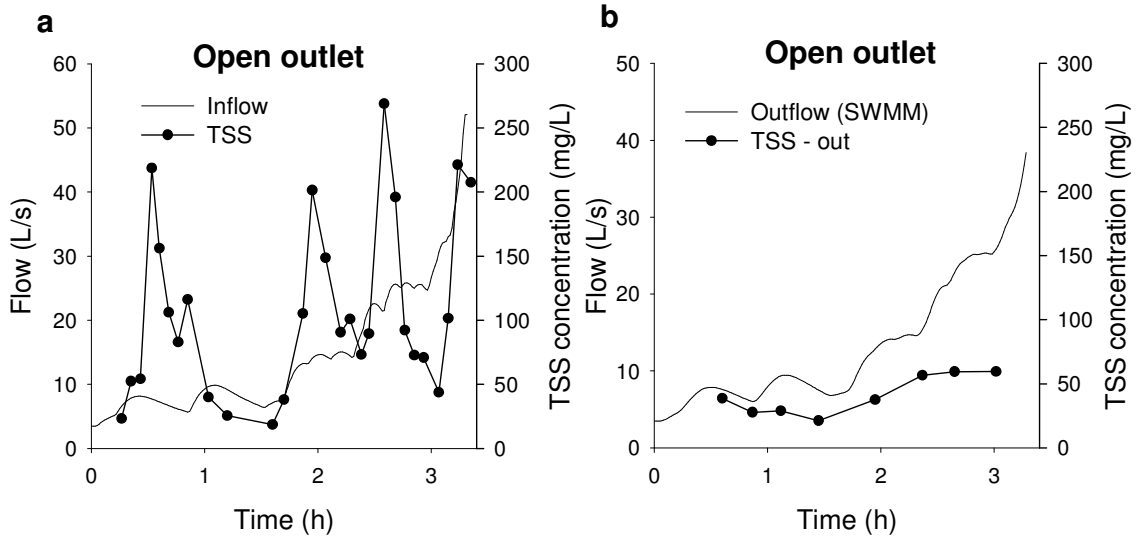 a
Open outlet
Inflow
TSS
60
50
40
30
20
10
0
Flow (L/s)
300
250
200
150
100
50
0
TSS concentration (mg/L)
0 1 2 3
Time (h)
b
Open outlet
Outflow (SWMM)
TSS - out
50
40
30
20
10
0
Flow (L/s)
300
250
200
150
100
50
0
TSS concentration (mg/L)
0 1 2 3
Time (h)